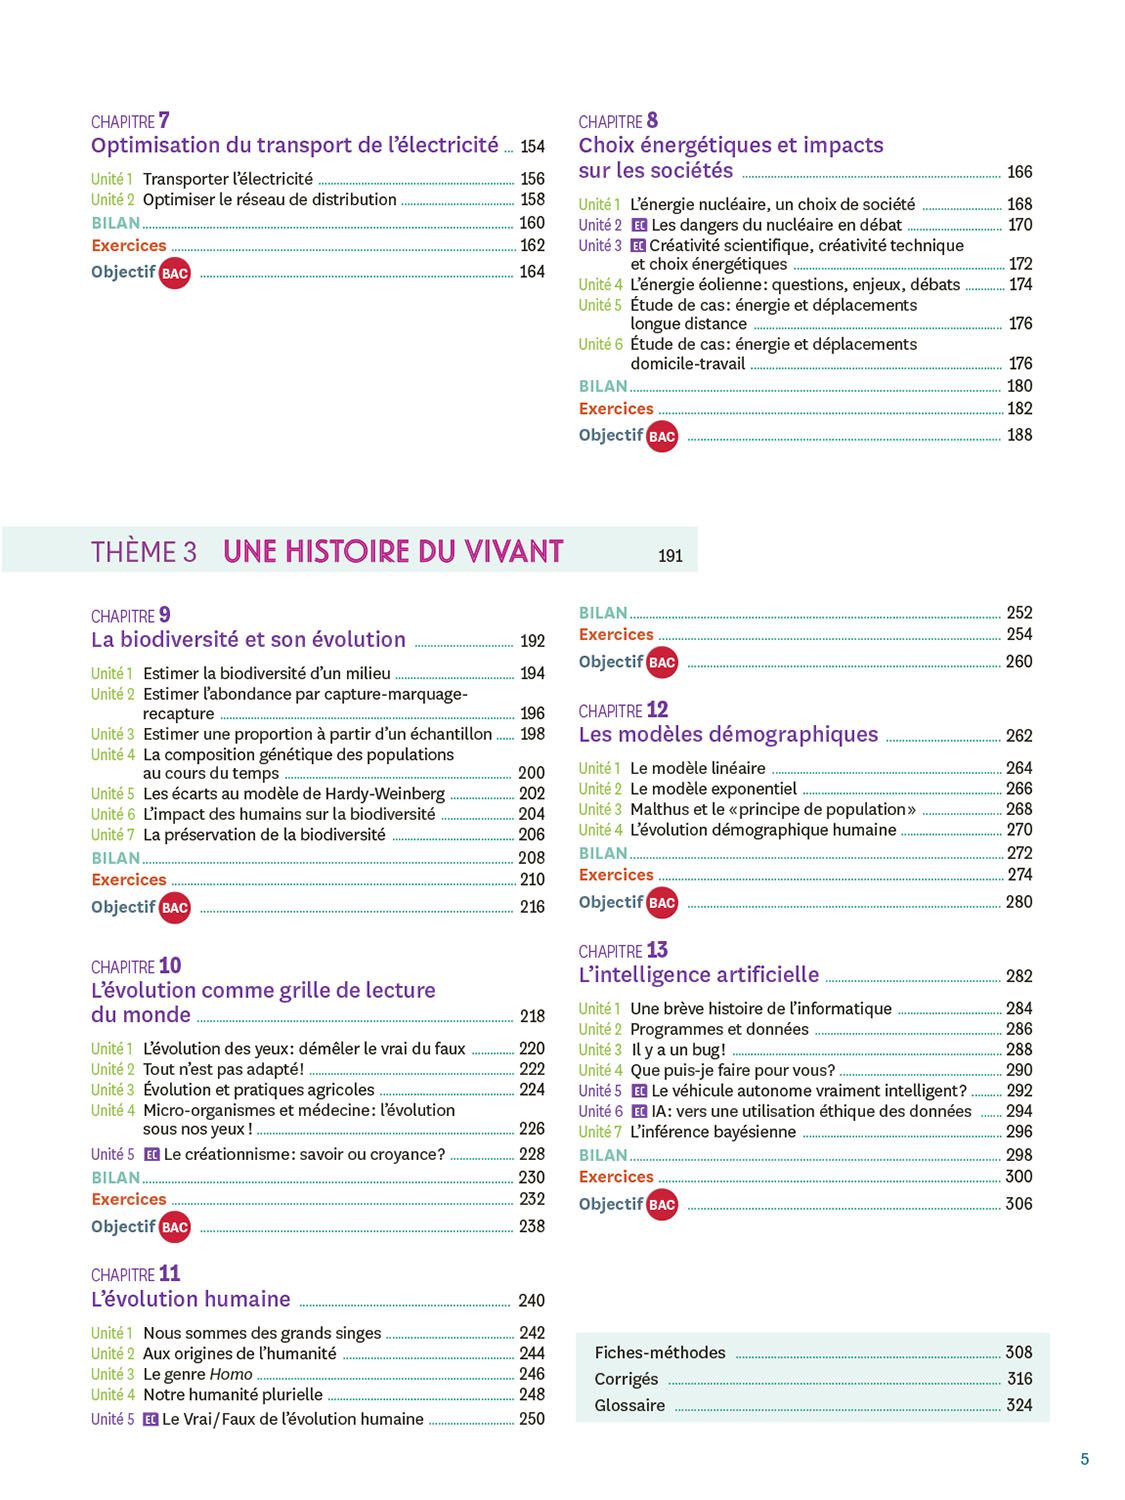 CHAPITRE 7
Optimisation du transport de l’électricité ... 154
Unité 1 Transporter l’électricité ... 156
Unité 2 Optimiser le réseau de distribution ... 158
BILAN ... 160
Exercices ... 162
Objectif BAC ... 164
CHAPITRE 8
Choix énergétiques et impacts
sur les sociétés ... 166
Unité 1 L’énergie nucléaire, un choix de société ... 168
Unité 2 EC Les dangers du nucléaire en débat ... 170
Unité 3 EC Créativité scientifique, créativité technique
et choix énergétiques ... 172
Unité 4 L’énergie éolienne : questions, enjeux, débats ... 174
Unité 5 Étude de cas : énergie et déplacements
longue distance ... 176
Unité 6 Étude de cas : énergie et déplacements
domicile-travail ... 176
BILAN ... 180
Exercices ... 182
Objectif BAC ... 188
THÈME 3 UNE HISTOIRE DU VIVANT 191
CHAPITRE 9
La biodiversité et son évolution ... 192
Unité 1 Estimer la biodiversité d’un milieu ... 194
Unité 2 Estimer l’abondance par capture-marquage-
recapture ... 196
Unité 3 Estimer une proportion à partir d’un échantillon ... 198
Unité 4 La composition génétique des populations
au cours du temps ... 200
Unité 5 Les écarts au modèle de Hardy-Weinberg ... 202
Unité 6 L’impact des humains sur la biodiversité ... 204
Unité 7 La préservation de la biodiversité ... 206
BILAN ... 208
Exercices ... 210
Objectif BAC ... 216
CHAPITRE 10
L’évolution comme grille de lecture
du monde ... 218
Unité 1 L’évolution des yeux : démêler le vrai du faux ... 220
Unité 2 Tout n’est pas adapté ! ... 222
Unité 3 Évolution et pratiques agricoles ... 224
Unité 4 Micro-organismes et médecine : l’évolution
sous nos yeux ! ... 226
Unité 5 EC Le créationnisme : savoir ou croyance ? ... 228
BILAN ... 230
Exercices ... 232
Objectif BAC ... 238
CHAPITRE 11
L’évolution humaine ... 240
Unité 1 Nous sommes des grands singes ... 242
Unité 2 Aux origines de l’humanité ... 244
Unité 3 Le genre Homo ... 246
Unité 4 Notre humanité plurielle ... 248
Unité 5 EC Le Vrai/Faux de l’évolution humaine ... 250
BILAN ... 252
Exercices ... 254
Objectif BAC ... 260
CHAPITRE 12
Les modèles démographiques ... 262
Unité 1 Le modèle linéaire ... 264
Unité 2 Le modèle exponentiel ... 266
Unité 3 Malthus et le « principe de population » ... 268
Unité 4 L’évolution démographique humaine ... 270
BILAN ... 272
Exercices ... 274
Objectif BAC ... 280
CHAPITRE 13
L’intelligence artificielle ... 282
Unité 1 Une brève histoire de l’informatique ... 284
Unité 2 Programmes et données ... 286
Unité 3 Il y a un bug ! ... 288
Unité 4 Que puis-je faire pour vous ? ... 290
Unité 5 EC Le véhicule autonome vraiment intelligent ? ... 292
Unité 6 EC IA : vers une utilisation éthique des données ... 294
Unité 7 L’inférence bayésienne ... 296
BILAN ... 298
Exercices ... 300
Objectif BAC ... 306
Fiches-méthodes ... 308
Corrigés ... 316
Glossaire ... 324
5